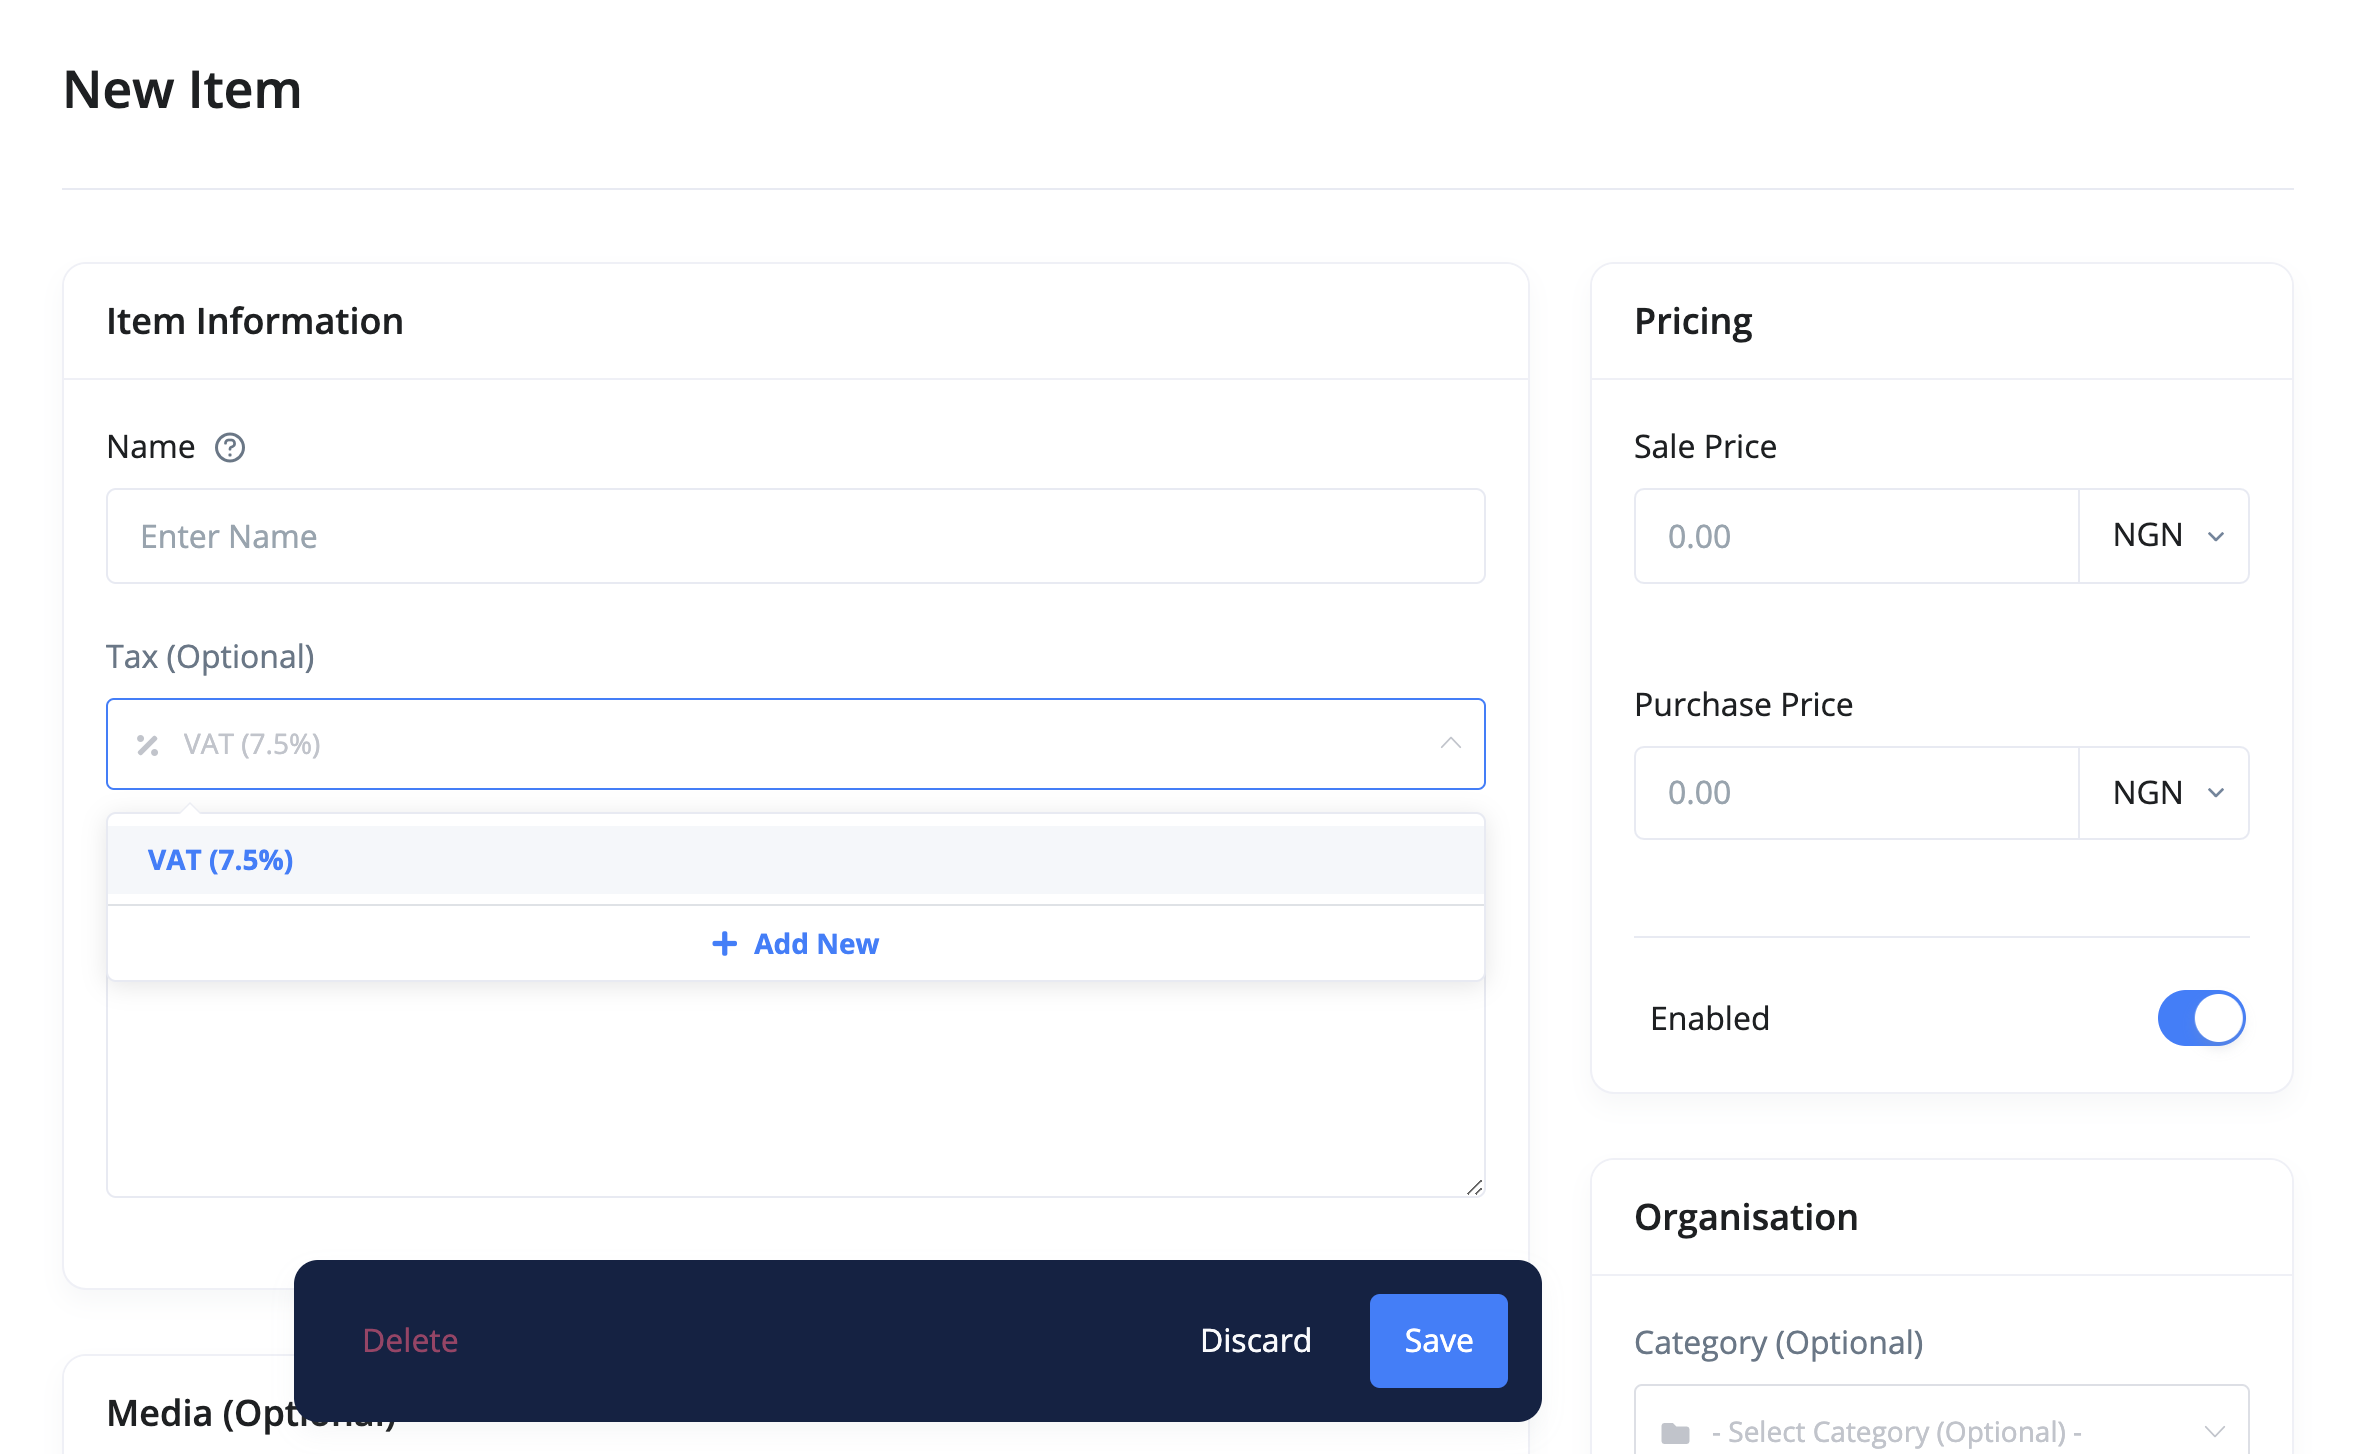 New Item
Item Information
Name
Enter Name
Tax (Optional)
VAT (7.5%)
VAT (7.5%)
Add New
Pricing
Sale Price
0.00 NGN
Purchase Price
0.00 NGN
Enabled
Organisation
Category (Optional)
- Select Category (Optional) -
Delete Discard Save
Media (Optional)